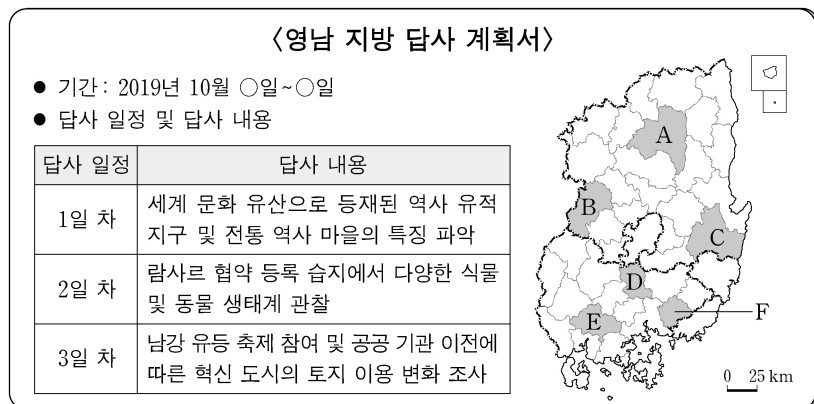 〈영남 지방 답사 계획서〉
● 기간 : 2019년 10월 ○일~○일
● 답사 일정 및 답사 내용
답사 일정 답사 내용
1일 차 세계 문화 유산으로 등재된 역사 유적
지구 및 전통 역사 마을의 특징 파악
2일 차 람사르 협약 등록 습지에서 다양한 식물
및 동물 생태계 관찰
3일 차 남강 유등 축제 참여 및 공공 기관 이전에
따른 혁신 도시의 토지 이용 변화 조사
A
B
C
D
E
F
0 25 km